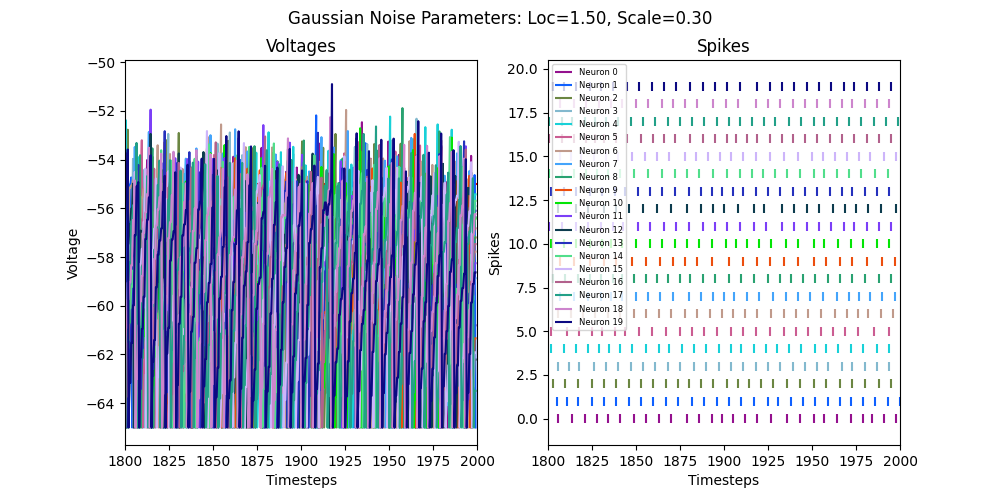 Gaussian Noise Parameters: Loc=1.50, Scale=0.30
Voltages
Voltage
−50
−52
−54
−56
−58
−60
−62
−64
1800
1825
1850
1875
1900
1925
1950
1975
2000
Timesteps
Spikes
Spikes
20.0
17.5
15.0
12.5
10.0
7.5
5.0
2.5
0.0
Neuron 0
Neuron 1
Neuron 2
Neuron 3
Neuron 4
Neuron 5
Neuron 6
Neuron 7
Neuron 8
Neuron 9
Neuron 10
Neuron 11
Neuron 12
Neuron 13
Neuron 14
Neuron 15
Neuron 16
Neuron 17
Neuron 18
Neuron 19
1800
1825
1850
1875
1900
1925
1950
1975
2000
Timesteps